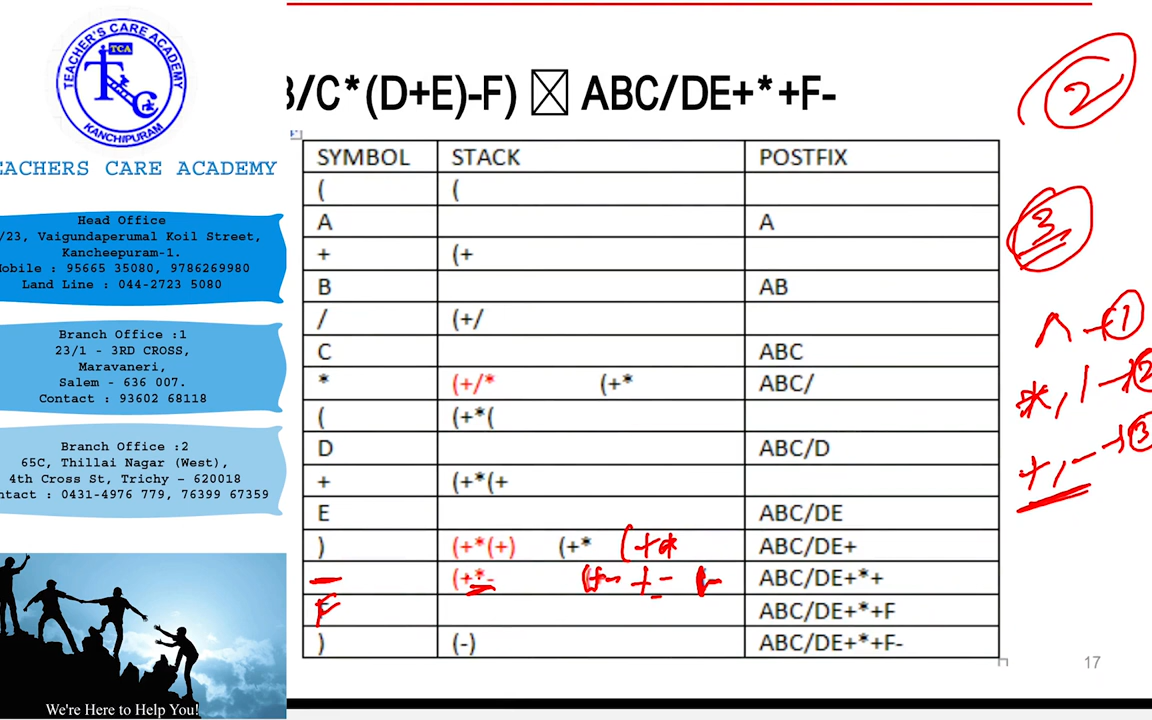 TEACHER'S CARE ACADEMY
TCA
KANCHIPURAM
EACHERS CARE ACADEMY
Head Office
/23, Vaigundaperumal Koil Street,
Kancheepuram-1.
obile : 95665 35080, 9786269980
Land Line : 044-2723 5080
Branch Office :1
23/1 - 3RD CROSS,
Maravaneri,
Salem - 636 007.
Contact : 93602 68118
Branch Office :2
65C, Thillai Nagar (West),
4th Cross St, Trichy – 620018
ntact : 0431-4976 779, 76399 67359
We're Here to Help You!
B/C*(D+E)-F) ABC/DE+*+F-
SYMBOL STACK POSTFIX
( (
A A
+ (+
B AB
/ (+/
C ABC
* (+/* (+* ABC/
( (+*(
D ABC/D
+ (+*(+
E ABC/DE
) (+*(+) (+* (+* ABC/DE+
– (+*- +- ABC/DE+*+
F ABC/DE+*+F
) (-) ABC/DE+*+F-
2
3
^ → 1
*, / → 2
+, - → 3
17